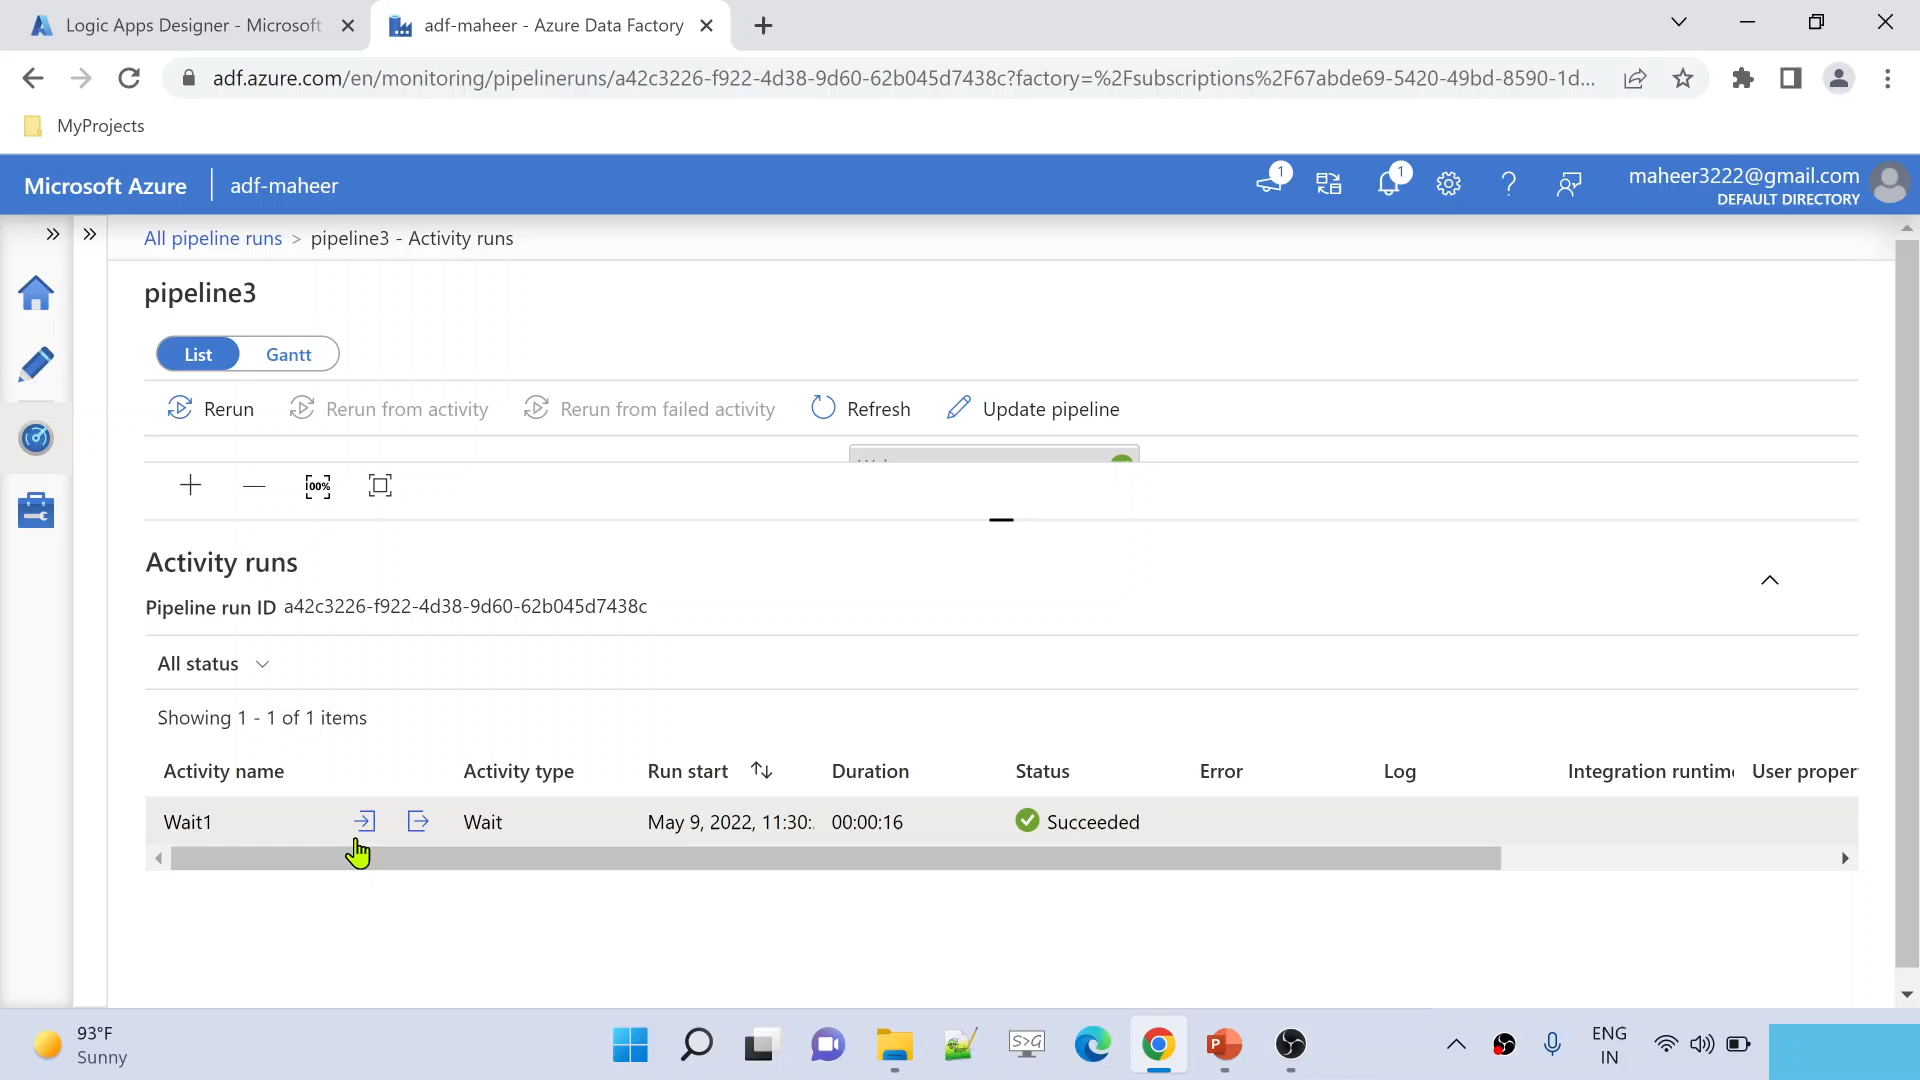 Logic Apps Designer - Microsoft
adf-maheer - Azure Data Factory
adf.azure.com/en/monitoring/pipelineruns/a42c3226-f922-4d38-9d60-62b045d7438c?factory=%2Fsubscriptions%2F67abde69-5420-49bd-8590-1d...
MyProjects
Microsoft Azure
adf-maheer
1
1
maheer3222@gmail.com
DEFAULT DIRECTORY
All pipeline runs > pipeline3 - Activity runs
pipeline3
List
Gantt
Rerun
Rerun from activity
Rerun from failed activity
Refresh
Update pipeline
100%
Activity runs
Pipeline run ID a42c3226-f922-4d38-9d60-62b045d7438c
All status
Showing 1 - 1 of 1 items
Activity name Activity type Run start Duration Status Error Log Integration runtime User proper
Wait1 Wait May 9, 2022, 11:30: 00:00:16 Succeeded
93°F
Sunny
S>G
P
ENG
IN